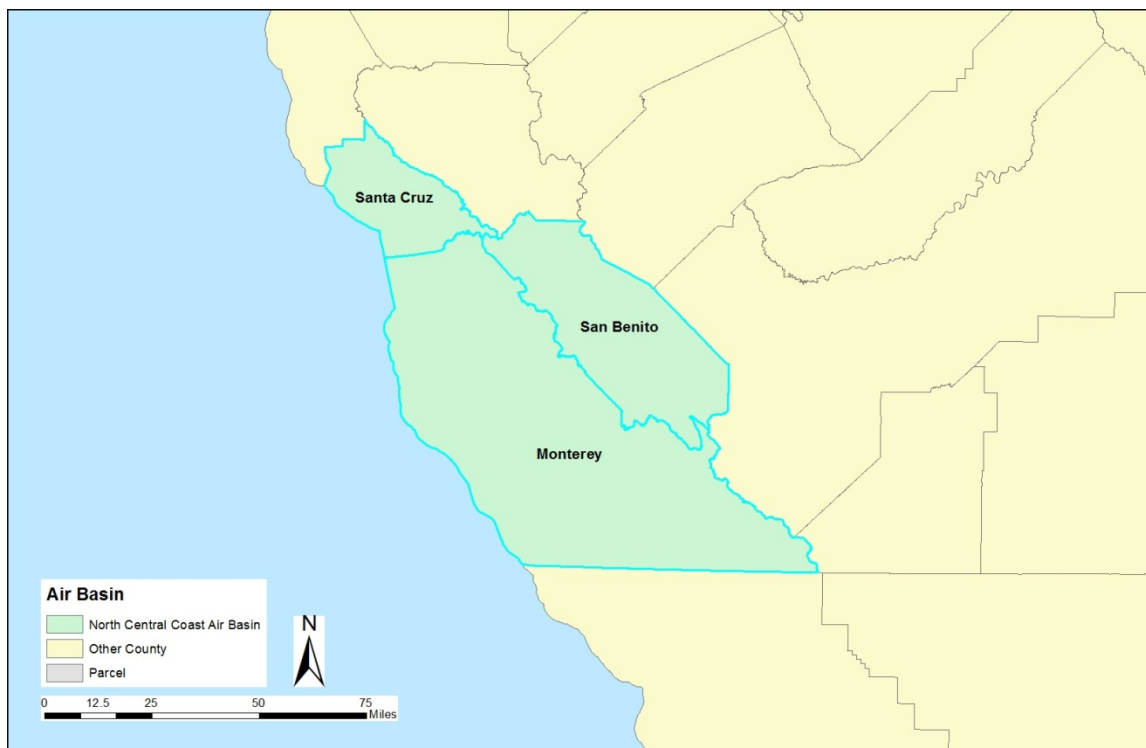 Santa Cruz
San Benito
Monterey
Air Basin
North Central Coast Air Basin
Other County
Parcel
N
0 12.5 25 50 75
Miles